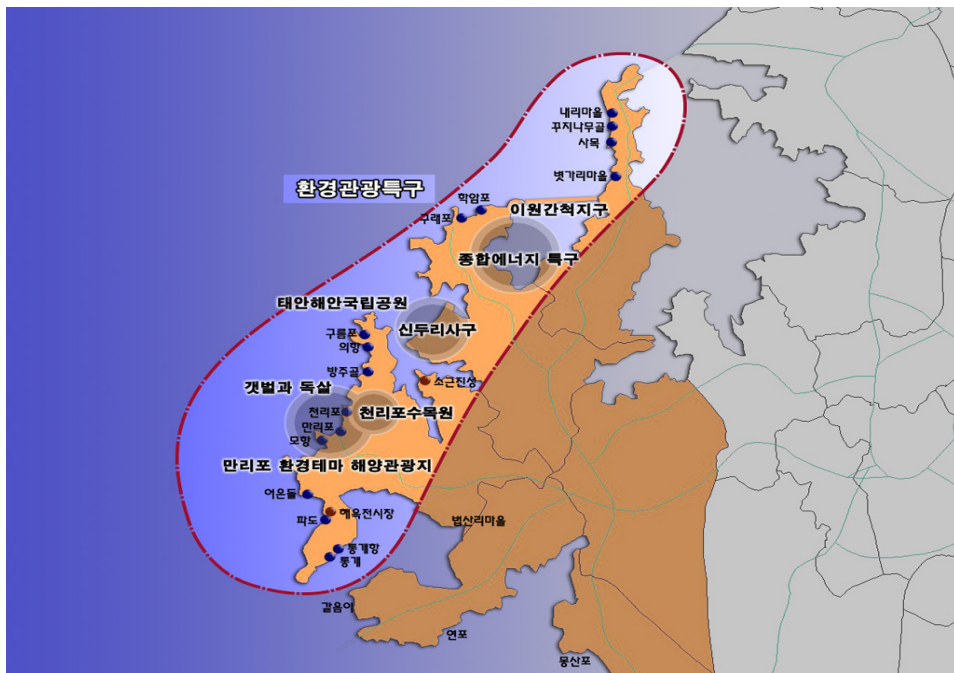 내리마을
꾸지나무골
사목
볏가리마을
환경관광특구
학암포
이원간척지구
구래포
종합에너지 특구
태안해안국립공원
신두리사구
구름포
의항
방주골
소근진성
갯벌과 독살
천리포
천리포수목원
만리포
모항
만리포 환경테마 해양관광지
어은돌
해옥전시장
파도
법산리마을
통개항
통개
갈음이
연포
몽산포